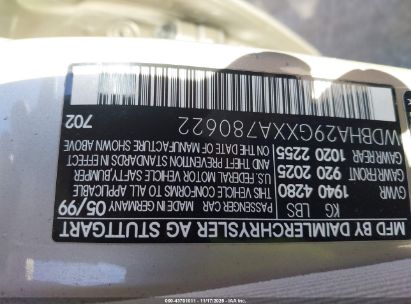 MFD. BY DAIMLERCHRYSLER AG STUTTGART
MADE IN GERMANY 05/99
KG LBS PASSENGER CAR
GVWR 1940 4280 THIS VEHICLE CONFORMS TO ALL APPLICABLE
GAWR FRONT 920 2025 U.S. FEDERAL MOTOR VEHICLE SAFETY/BUMPER
GAWR REAR 1020 2255 AND THEFT PREVENTION STANDARDS IN EFFECT
ON THE DATE OF MANUFACTURE SHOWN ABOVE
WDBHA29GXXA780622 702